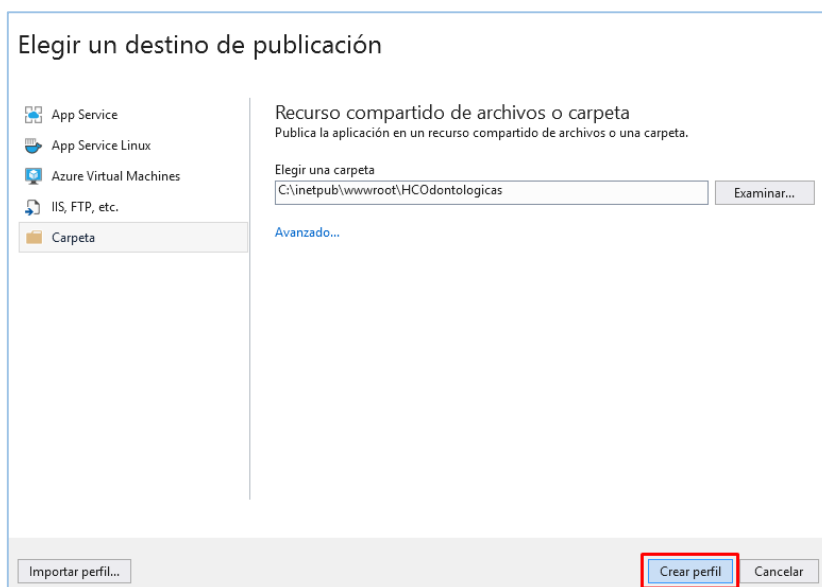 Elegir un destino de publicación
App Service
App Service Linux
Azure Virtual Machines
IIS, FTP, etc.
Carpeta
Recurso compartido de archivos o carpeta
Publica la aplicación en un recurso compartido de archivos o una carpeta.
Elegir una carpeta
C:\inetpub\wwwroot\HCOdontologicas
Examinar...
Avanzado...
Importar perfil...
Crear perfil
Cancelar